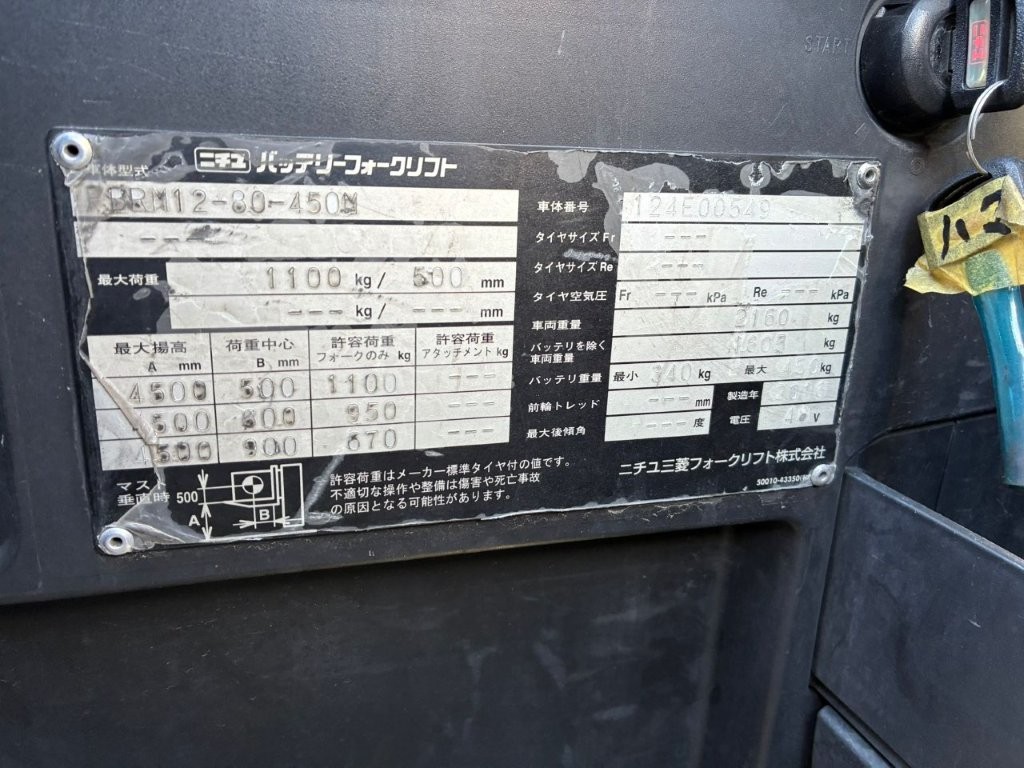 START
ニチユ バッテリーフォークリフト
車体型式
RM12-80-450
---
最大荷重 1100 kg/ 500 mm
--- kg/ --- mm
最大揚高 A mm 荷重中心 B mm 許容荷重 フォークのみ kg 許容荷重 アタッチメント kg
4500 500 1100 ---
4500 600 950 ---
4500 900 670 ---
マスト垂直時 500 A B
許容荷重はメーカー標準タイヤ付の値です。
不適切な操作や整備は傷害や死亡事故
の原因となる可能性があります。
車体番号 124E00549
タイヤサイズ Fr ---
タイヤサイズ Re ---
タイヤ空気圧 Fr --- kPa Re --- kPa
車両重量 2160 kg
バッテリを除く
車両重量 kg
バッテリ重量 最小 340 kg 最大 kg
前輪トレッド --- mm 製造年
最大後傾角 --- 度 電圧 V
ニチユ三菱フォークリフト株式会社
50010-43350